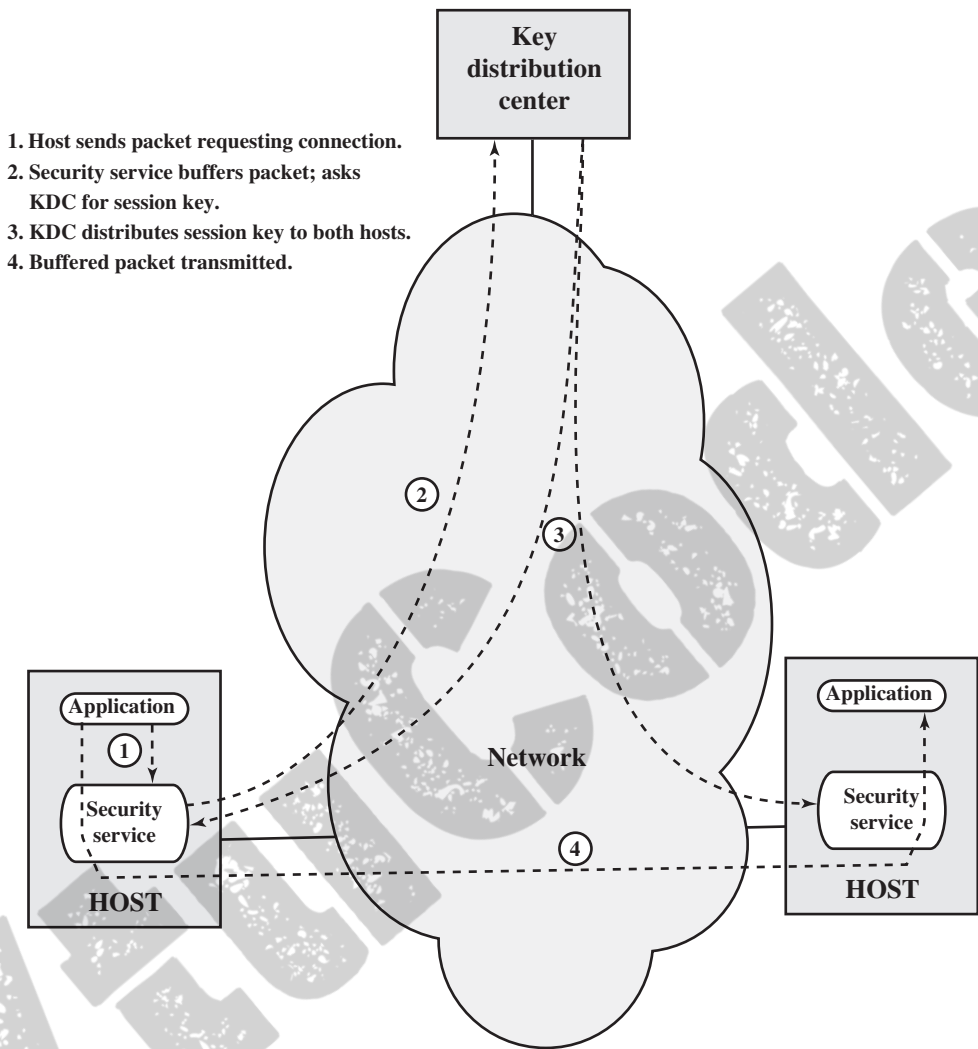 Key
distribution
center
1. Host sends packet requesting connection.
2. Security service buffers packet; asks
KDC for session key.
3. KDC distributes session key to both hosts.
4. Buffered packet transmitted.
2
3
Application
1
Security
service
HOST
Network
4
Application
Security
service
HOST